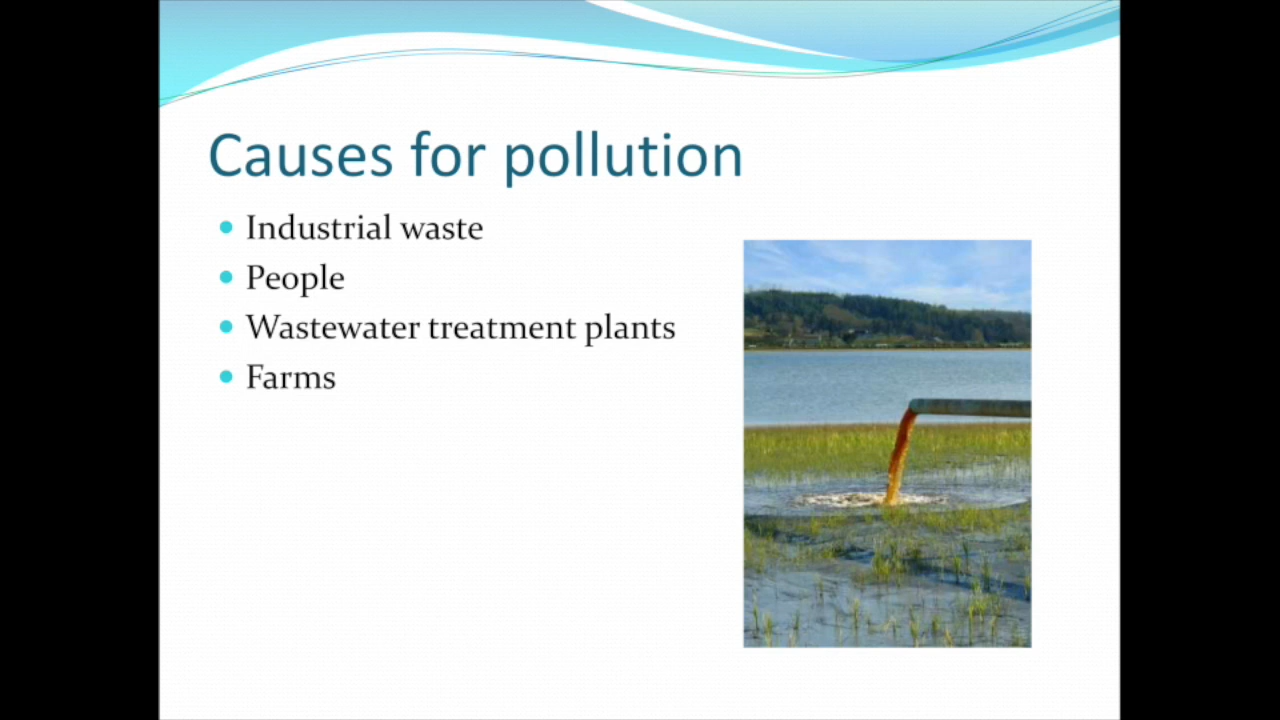 Causes for pollution
Industrial waste
People
Wastewater treatment plants
Farms